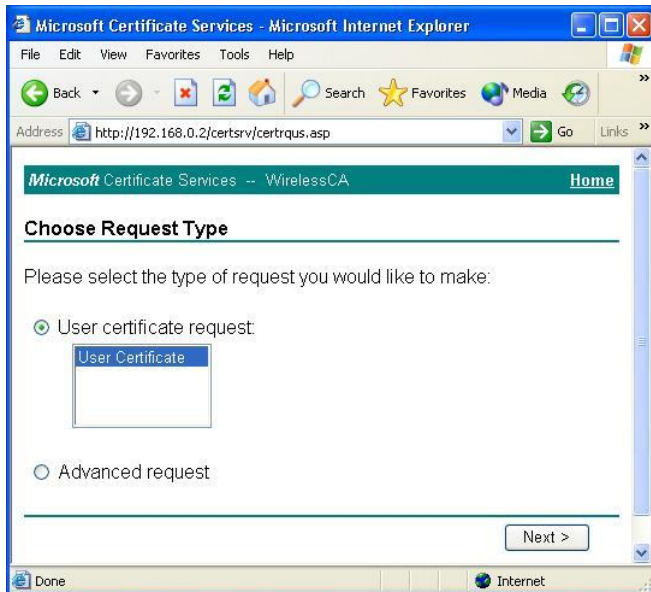 Microsoft Certificate Services - Microsoft Internet Explorer
File Edit View Favorites Tools Help
Back Search Favorites Media »
Address http://192.168.0.2/certsrv/certrqus.asp Go Links »
Microsoft Certificate Services -- WirelessCA Home
Choose Request Type
Please select the type of request you would like to make:
User certificate request:
User Certificate
Advanced request
Next >
Done Internet